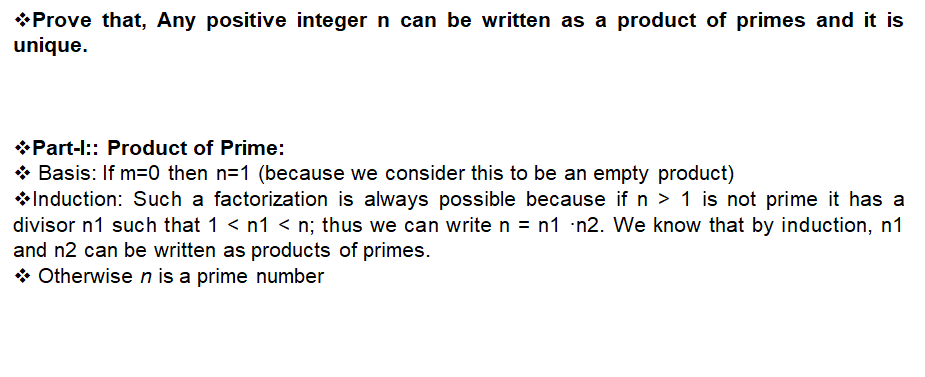 ❖Prove that, Any positive integer n can be written as a product of primes and it is
unique.
❖Part-I:: Product of Prime:
❖ Basis: If m=0 then n=1 (because we consider this to be an empty product)
❖Induction: Such a factorization is always possible because if n > 1 is not prime it has a
divisor n1 such that 1 < n1 < n; thus we can write n = n1 ·n2. We know that by induction, n1
and n2 can be written as products of primes.
❖ Otherwise n is a prime number